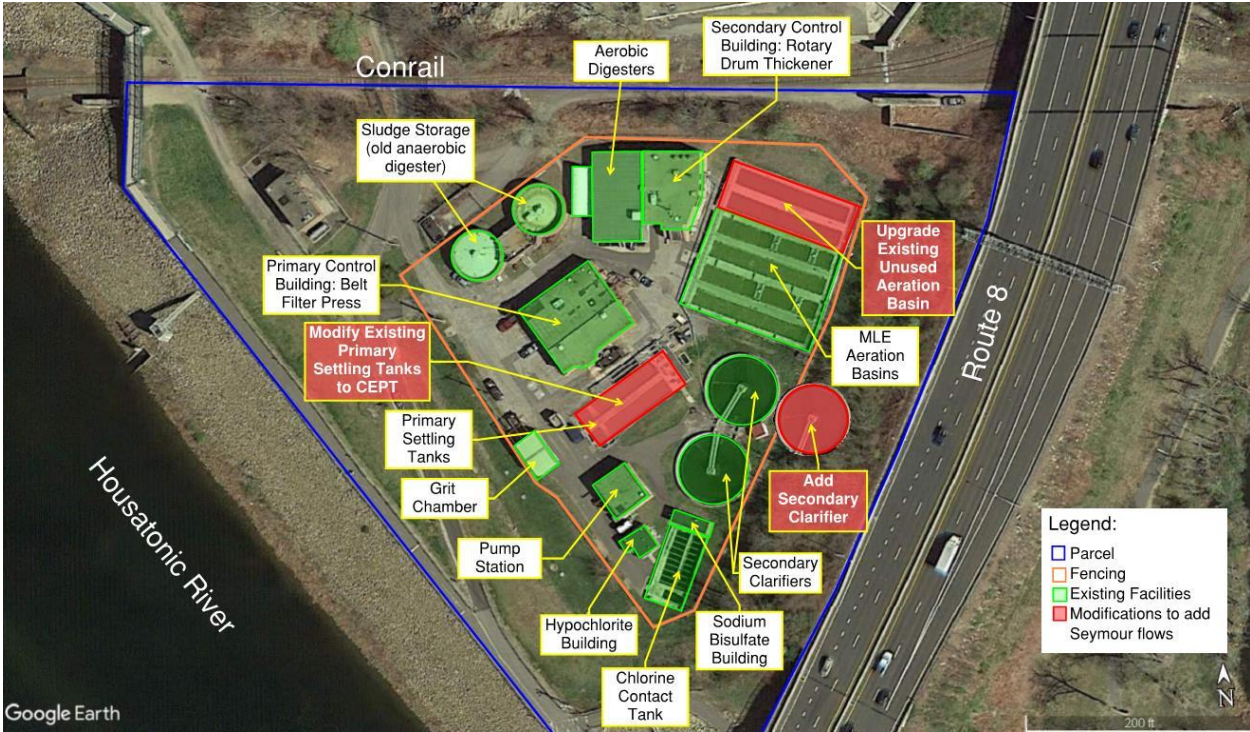 Conrail
Aerobic
Digesters
Secondary Control
Building: Rotary
Drum Thickener
Sludge Storage
(old anaerobic
digester)
Primary Control
Building: Belt
Filter Press
Modify Existing
Primary
Settling Tanks
to CEPT
Primary
Settling
Tanks
Grit
Chamber
Pump
Station
Hypochlorite
Building
Chlorine
Contact
Tank
Sodium
Bisulfate
Building
Secondary
Clarifiers
Add
Secondary
Clarifier
MLE
Aeration
Basins
Upgrade
Existing
Unused
Aeration
Basin
Route 8
Housatonic River
Legend:
Parcel
Fencing
Existing Facilities
Modifications to add
Seymour flows
N
200 ft
Google Earth